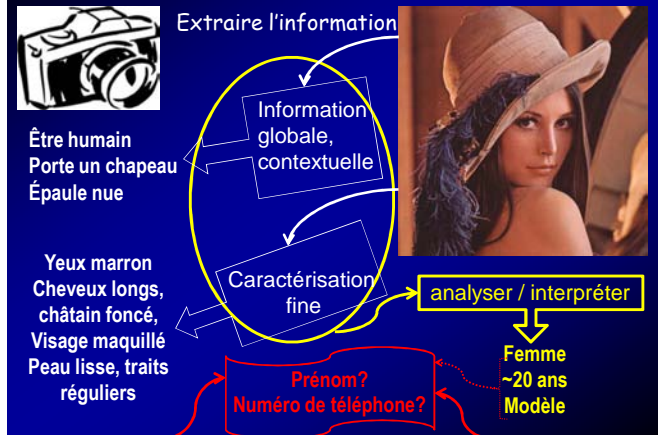 Extraire l'information
Information
globale,
contextuelle
Être humain
Porte un chapeau
Épaule nue
Yeux marron
Cheveux longs,
châtain foncé,
Visage maquillé
Peau lisse, traits
réguliers
Caractérisation
fine
analyser / interpréter
Femme
~20 ans
Modèle
Prénom?
Numéro de téléphone?